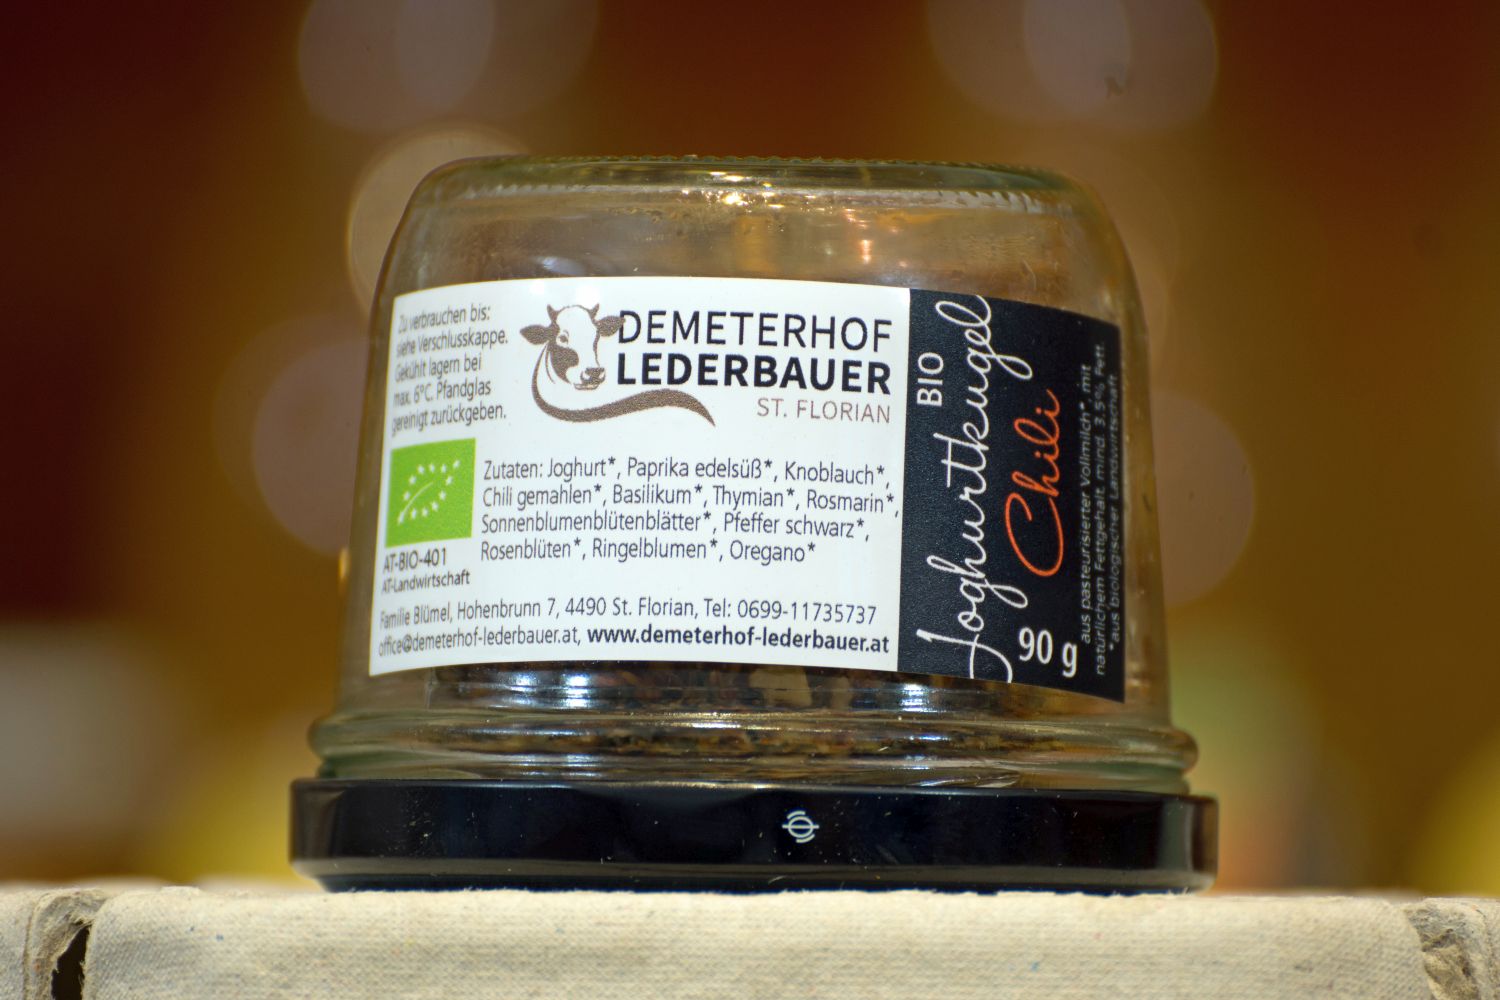 Zu verbrauchen bis:
siehe Verschlusskappe.
Gekühlt lagern bei
max. 6°C. Pfandglas
gereinigt zurückgeben.
DEMETERHOF
LEDERBAUER
ST. FLORIAN
Zutaten: Joghurt*, Paprika edelsüß*, Knoblauch*,
Chili gemahlen*, Basilikum*, Thymian*, Rosmarin*,
Sonnenblumenblütenblätter*, Pfeffer schwarz*,
Rosenblüten*, Ringelblumen*, Oregano*
AT-BIO-401
AT-Landwirtschaft
Familie Blümel, Hohenbrunn 7, 4490 St. Florian, Tel: 0699-11735737
office@demeterhof-lederbauer.at, www.demeterhof-lederbauer.at
BIO
Joghurtkugel
Chili
90 g
aus pasteurisierter Vollmilch*, mit
natürlichem Fettgehalt, mind. 3,5% Fett.
*aus biologischer Landwirtschaft